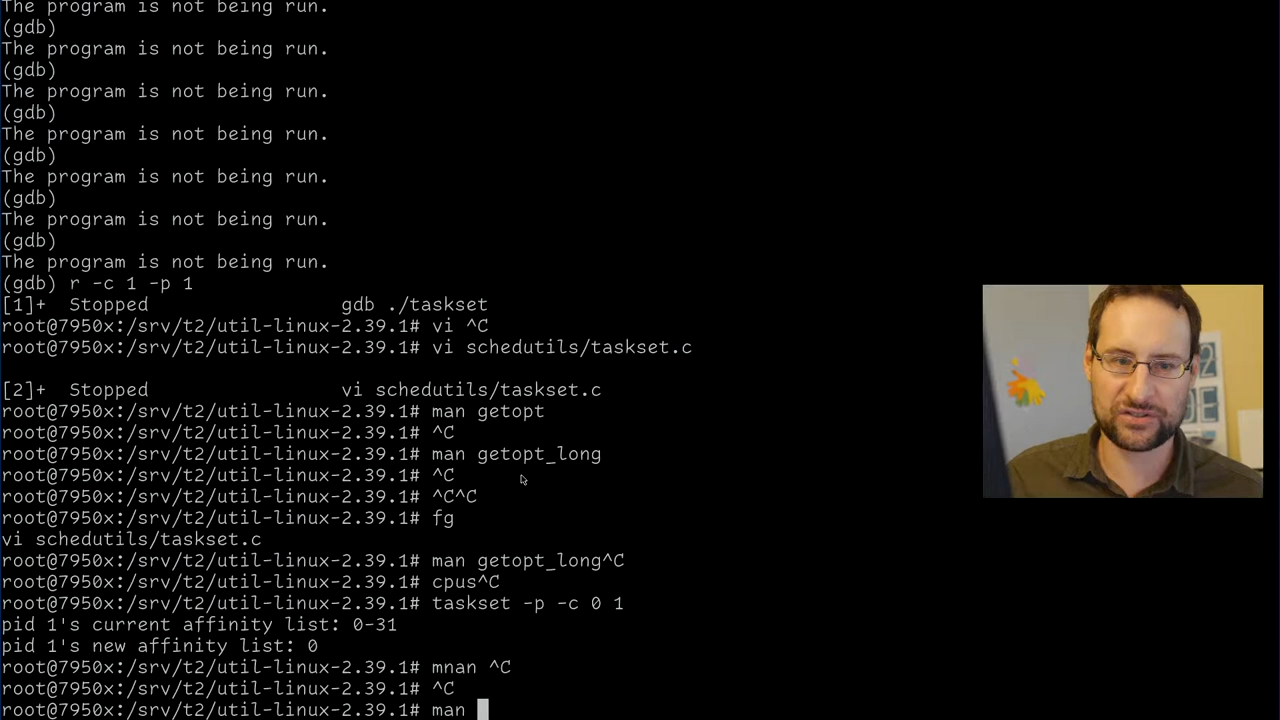 The program is not being run.
(gdb)
The program is not being run.
(gdb)
The program is not being run.
(gdb)
The program is not being run.
(gdb)
The program is not being run.
(gdb)
The program is not being run.
(gdb)
The program is not being run.
(gdb) r -c 1 -p 1
[1]+  Stopped                 gdb ./taskset
root@7950x:/srv/t2/util-linux-2.39.1# vi ^C
root@7950x:/srv/t2/util-linux-2.39.1# vi schedutils/taskset.c
[2]+  Stopped                 vi schedutils/taskset.c
root@7950x:/srv/t2/util-linux-2.39.1# man getopt
root@7950x:/srv/t2/util-linux-2.39.1# ^C
root@7950x:/srv/t2/util-linux-2.39.1# man getopt_long
root@7950x:/srv/t2/util-linux-2.39.1# ^C
root@7950x:/srv/t2/util-linux-2.39.1# ^C^C
root@7950x:/srv/t2/util-linux-2.39.1# fg
vi schedutils/taskset.c
root@7950x:/srv/t2/util-linux-2.39.1# man getopt_long^C
root@7950x:/srv/t2/util-linux-2.39.1# cpus^C
root@7950x:/srv/t2/util-linux-2.39.1# taskset -p -c 0 1
pid 1's current affinity list: 0-31
pid 1's new affinity list: 0
root@7950x:/srv/t2/util-linux-2.39.1# mnan ^C
root@7950x:/srv/t2/util-linux-2.39.1# ^C
root@7950x:/srv/t2/util-linux-2.39.1# man